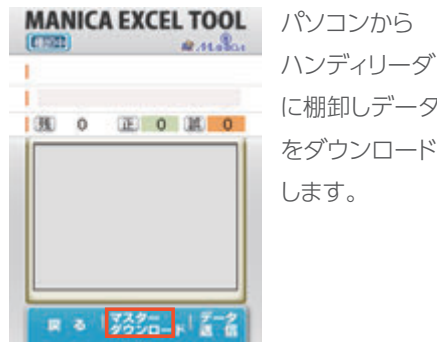 MANICA EXCEL TOOL
残 0 正 0 誤 0
戻る マスターダウンロード データ送信
パソコンから
ハンディリーダ
に棚卸しデータ
をダウンロード
します。